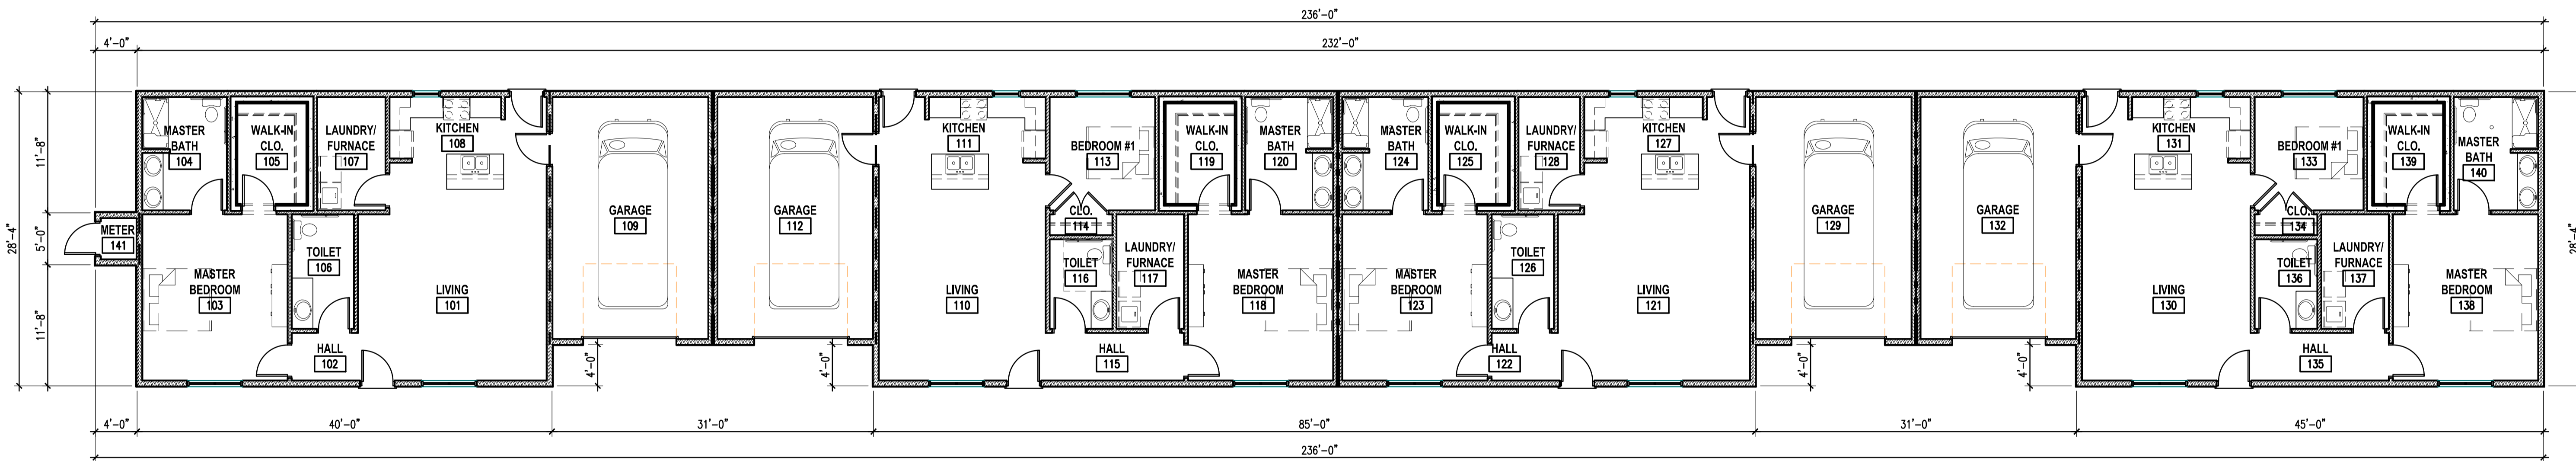 236'-0"
4'-0"
232'-0"
28'-4"
11'-8"
5'-0"
11'-8"
MASTER
BATH
104
WALK-IN
CLO.
105
LAUNDRY/
FURNACE
107
KITCHEN
108
METER
141
MASTER
BEDROOM
103
TOILET
106
LIVING
101
HALL
102
GARAGE
109
4'-0"
GARAGE
112
4'-0"
KITCHEN
111
BEDROOM #1
113
WALK-IN
CLO.
119
MASTER
BATH
120
CLO.
114
TOILET
116
LAUNDRY/
FURNACE
117
LIVING
110
MASTER
BEDROOM
118
HALL
115
MASTER
BATH
124
WALK-IN
CLO.
125
LAUNDRY/
FURNACE
128
KITCHEN
127
MASTER
BEDROOM
123
TOILET
126
LIVING
121
HALL
122
GARAGE
129
4'-0"
GARAGE
132
4'-0"
KITCHEN
131
BEDROOM #1
133
WALK-IN
CLO.
139
MASTER
BATH
140
CLO.
134
TOILET
136
LAUNDRY/
FURNACE
137
LIVING
130
MASTER
BEDROOM
138
HALL
135
28'-4"
4'-0"
40'-0"
31'-0"
85'-0"
31'-0"
45'-0"
236'-0"